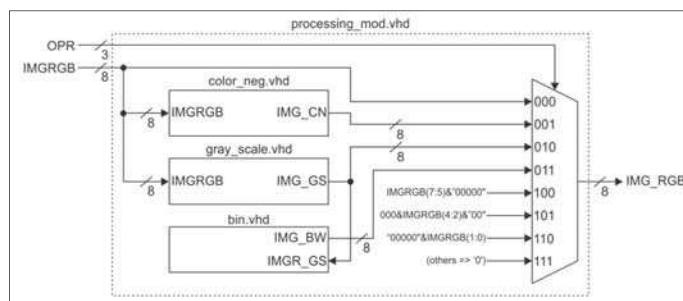 processing_mod.vhd
OPR
3
IMGRGB
8
color_neg.vhd
IMGRGB
IMG_CN
8
8
000
001
gray_scale.vhd
8
010
IMGRGB
IMG_GS
8
011
IMGRGB(7:5)&"00000"
100
IMG_RGB
8
bin.vhd
000&IMGRGB(4:2)&"00"
101
IMG_BW
8
"00000"&IMGRGB(1:0)
110
IMGR_GS
(others => '0')
111